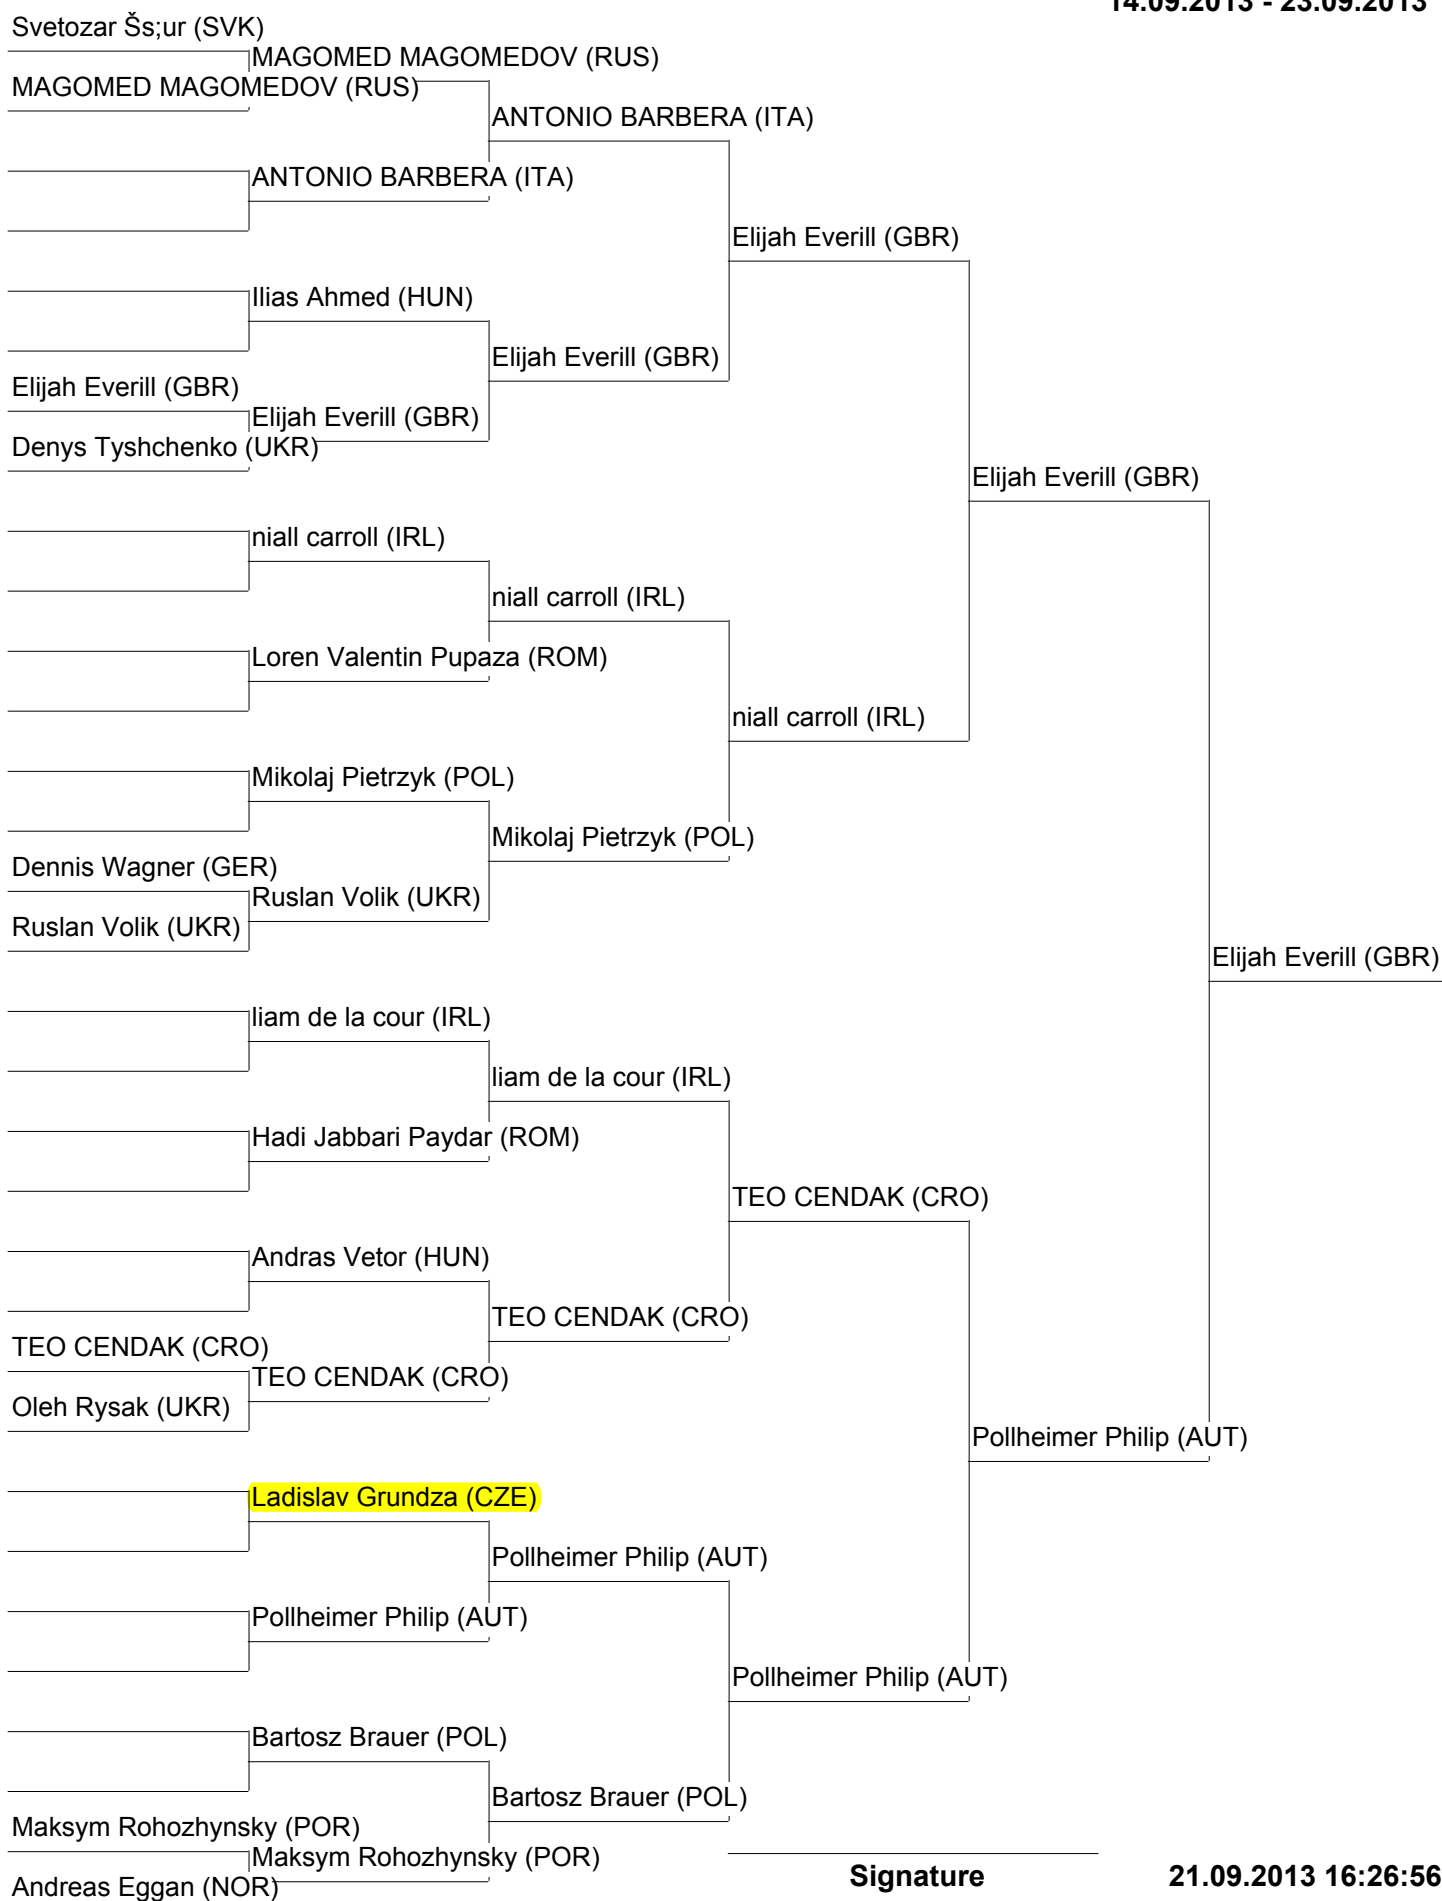 14.09.2013 - 23.09.2013
Svetozar Šs;ur (SVK)
MAGOMED MAGOMEDOV (RUS)
MAGOMED MAGOMEDOV (RUS)
ANTONIO BARBERA (ITA)
ANTONIO BARBERA (ITA)
Elijah Everill (GBR)
Ilias Ahmed (HUN)
Elijah Everill (GBR)
Elijah Everill (GBR)
Elijah Everill (GBR)
Denys Tyshchenko (UKR)
Elijah Everill (GBR)
niall carroll (IRL)
niall carroll (IRL)
Loren Valentin Pupaza (ROM)
niall carroll (IRL)
Mikolaj Pietrzyk (POL)
Mikolaj Pietrzyk (POL)
Dennis Wagner (GER)
Ruslan Volik (UKR)
Ruslan Volik (UKR)
Elijah Everill (GBR)
liam de la cour (IRL)
liam de la cour (IRL)
Hadi Jabbari Paydar (ROM)
TEO CENDAK (CRO)
Andras Vetor (HUN)
TEO CENDAK (CRO)
TEO CENDAK (CRO)
TEO CENDAK (CRO)
Oleh Rysak (UKR)
Pollheimer Philip (AUT)
Ladislav Grundza (CZE)
Pollheimer Philip (AUT)
Pollheimer Philip (AUT)
Pollheimer Philip (AUT)
Bartosz Brauer (POL)
Bartosz Brauer (POL)
Maksym Rohozhynsky (POR)
Maksym Rohozhynsky (POR)
Andreas Eggan (NOR)
Signature
21.09.2013 16:26:56